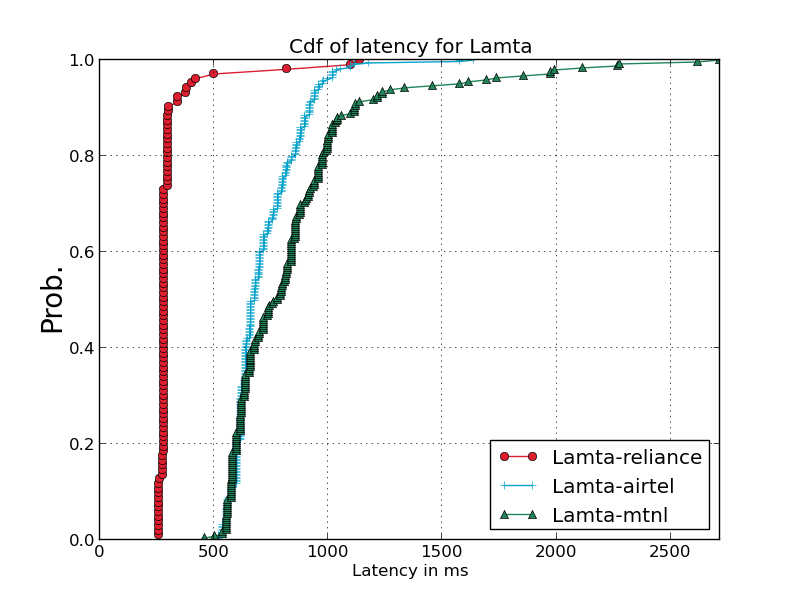 Cdf of latency for Lamta
1.0
0.8
0.6
0.4
0.2
0.0
Prob.
0 500 1000 1500 2000 2500
Latency in ms
Lamta-reliance
Lamta-airtel
Lamta-mtnl